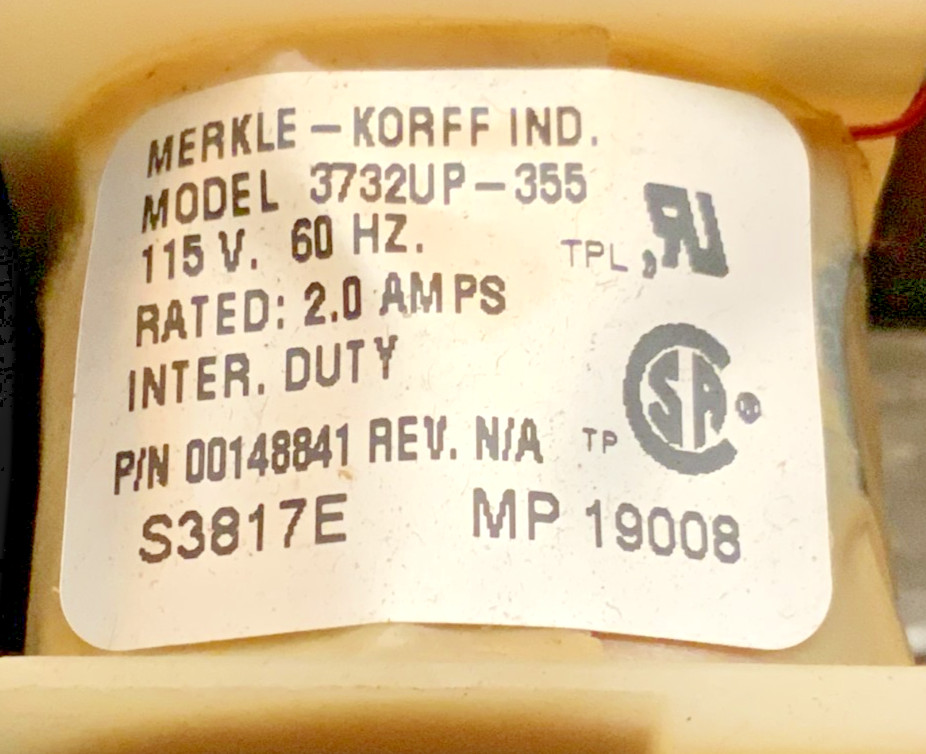 MERKLE-KORFF IND.
MODEL 3732UP-355
115 V. 60 HZ.
TPL
RATED: 2.0 AMPS
INTER. DUTY
P/N 00148841 REV. N/A
TP
SA
S3817E MP 19008